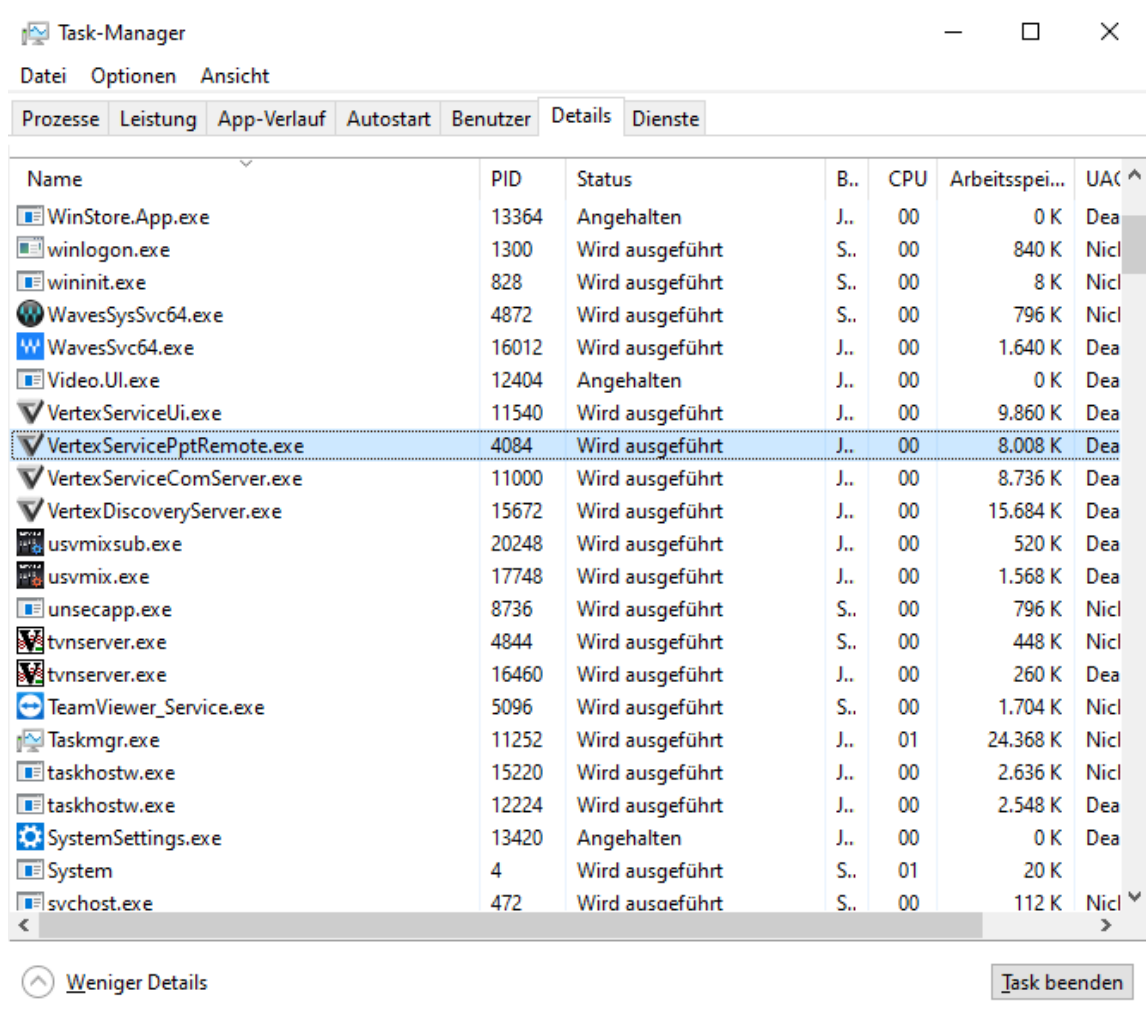 Task-Manager
Datei Optionen Ansicht
Prozesse Leistung App-Verlauf Autostart Benutzer Details Dienste
Name PID Status B.. CPU Arbeitsspei... UAC
WinStore.App.exe 13364 Angehalten J.. 00 0 K Dea
winlogon.exe 1300 Wird ausgeführt S.. 00 840 K Nicl
wininit.exe 828 Wird ausgeführt S.. 00 8 K Nicl
WavesSysSvc64.exe 4872 Wird ausgeführt S.. 00 796 K Nicl
WavesSvc64.exe 16012 Wird ausgeführt J.. 00 1.640 K Dea
Video.UI.exe 12404 Angehalten J.. 00 0 K Dea
VertexServiceUi.exe 11540 Wird ausgeführt J.. 00 9.860 K Dea
VertexServicePptRemote.exe 4084 Wird ausgeführt J.. 00 8.008 K Dea
VertexServiceComServer.exe 11000 Wird ausgeführt J.. 00 8.736 K Dea
VertexDiscoveryServer.exe 15672 Wird ausgeführt J.. 00 15.684 K Dea
usvmixsub.exe 20248 Wird ausgeführt J.. 00 520 K Dea
usvmix.exe 17748 Wird ausgeführt J.. 00 1.568 K Dea
unsecapp.exe 8736 Wird ausgeführt S.. 00 796 K Nicl
tvnserver.exe 4844 Wird ausgeführt S.. 00 448 K Nicl
tvnserver.exe 16460 Wird ausgeführt J.. 00 260 K Dea
TeamViewer_Service.exe 5096 Wird ausgeführt S.. 00 1.704 K Nicl
Taskmgr.exe 11252 Wird ausgeführt J.. 01 24.368 K Nicl
taskhostw.exe 15220 Wird ausgeführt J.. 00 2.636 K Nicl
taskhostw.exe 12224 Wird ausgeführt J.. 00 2.548 K Dea
SystemSettings.exe 13420 Angehalten J.. 00 0 K Dea
System 4 Wird ausgeführt S.. 01 20 K
svchost.exe 472 Wird ausgeführt S.. 00 112 K Nicl
Weniger Details Task beenden